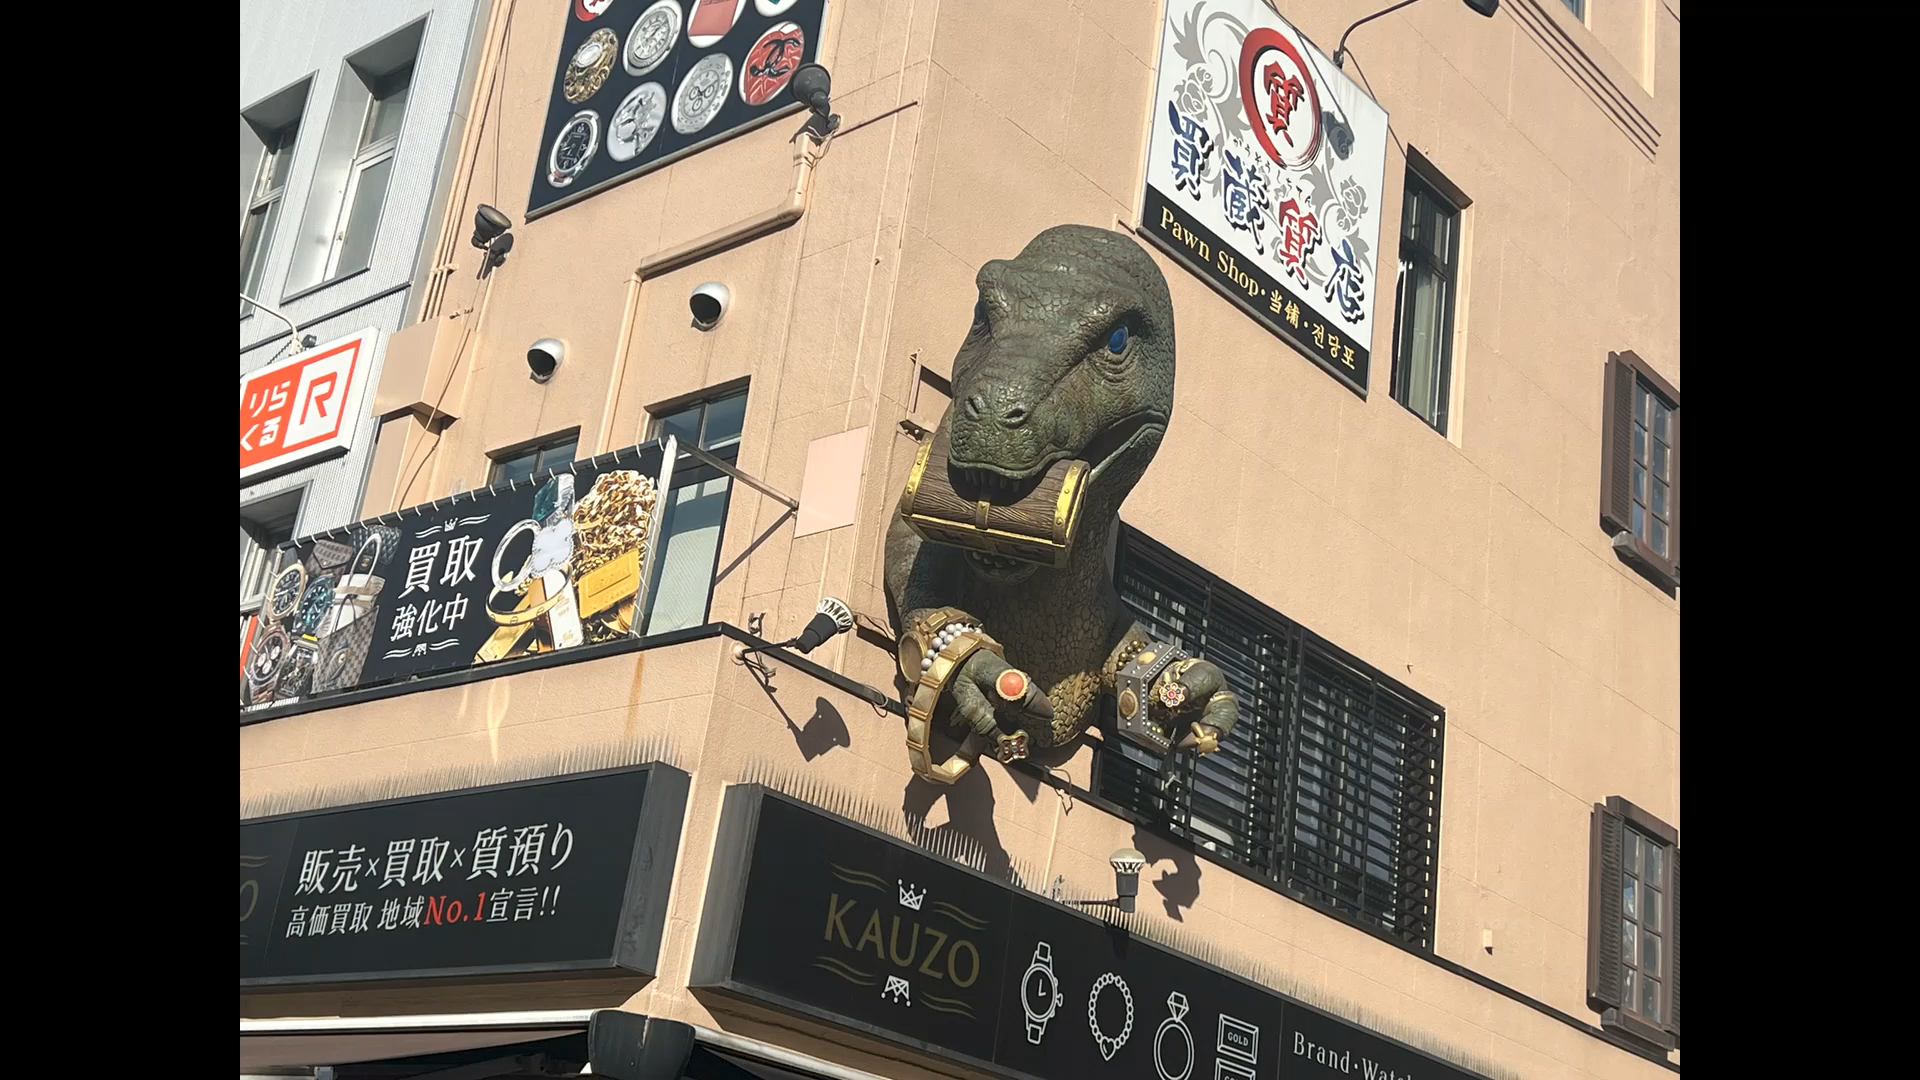 質
買蔵質店
Pawn Shop・当铺・전당포
りら
くる
R
買取
強化中
販売×買取×質預り
高価買取 地域No.1宣言!!
KAUZO
GOLD
Brand・Watch